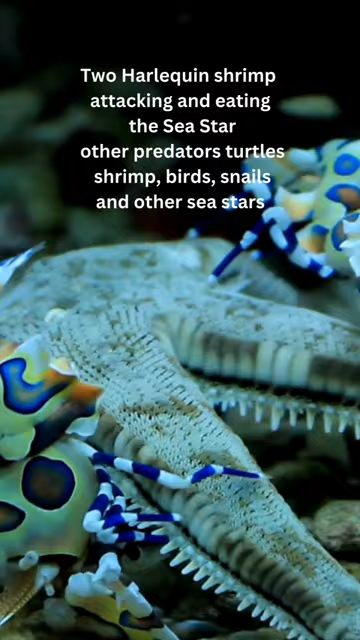 Two Harlequin shrimp
attacking and eating
the Sea Star
other predators turtles
shrimp, birds, snails
and other sea stars